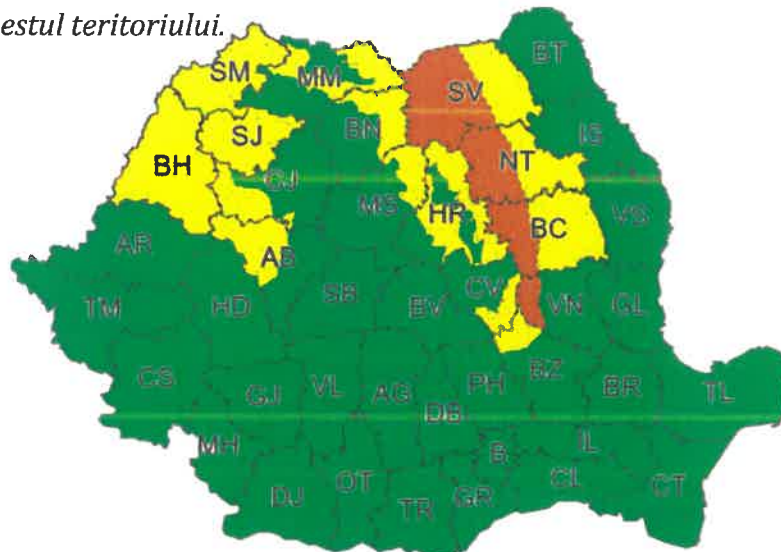 estul teritoriului.
BT
SM
MM
SV
SJ
BN
IS
BH
NT
CJ
MS
HR
BC
VS
AR
AB
SB
BV
CV
TM
HD
VN
GL
CS
GJ
VL
AG
PH
BZ
BR
TL
DB
MH
B
IL
DJ
OT
TR
GR
CL
CT